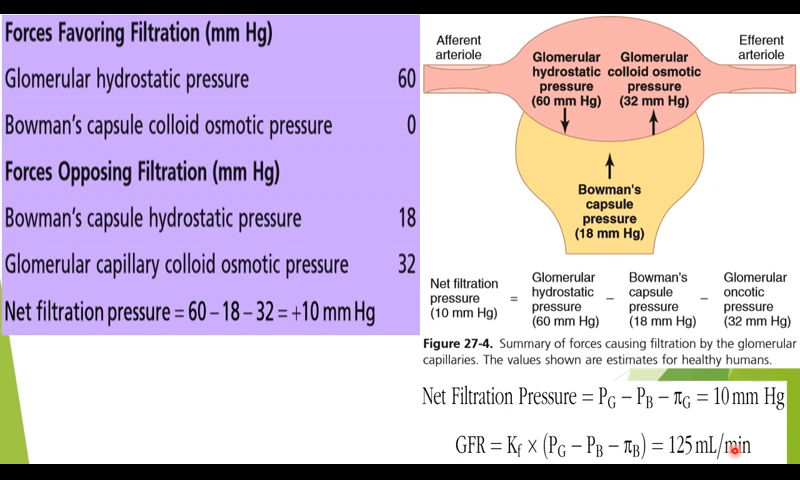 Forces Favoring Filtration (mm Hg)
Glomerular hydrostatic pressure 60
Bowman's capsule colloid osmotic pressure 0
Forces Opposing Filtration (mm Hg)
Bowman's capsule hydrostatic pressure 18
Glomerular capillary colloid osmotic pressure 32
Net filtration pressure = 60 – 18 – 32 = +10 mm Hg
Afferent
arteriole
Efferent
arteriole
Glomerular
hydrostatic
pressure
(60 mm Hg)
Glomerular
colloid osmotic
pressure
(32 mm Hg)
Bowman's
capsule
pressure
(18 mm Hg)
Net filtration
pressure
(10 mm Hg)
=
Glomerular
hydrostatic
pressure
(60 mm Hg)
–
Bowman's
capsule
pressure
(18 mm Hg)
–
Glomerular
oncotic
pressure
(32 mm Hg)
Figure 27-4. Summary of forces causing filtration by the glomerular
capillaries. The values shown are estimates for healthy humans.
Net Filtration Pressure = P_G – P_B – π_G = 10 mm Hg
GFR = K_f × (P_G – P_B – π_B) = 125 mL/min